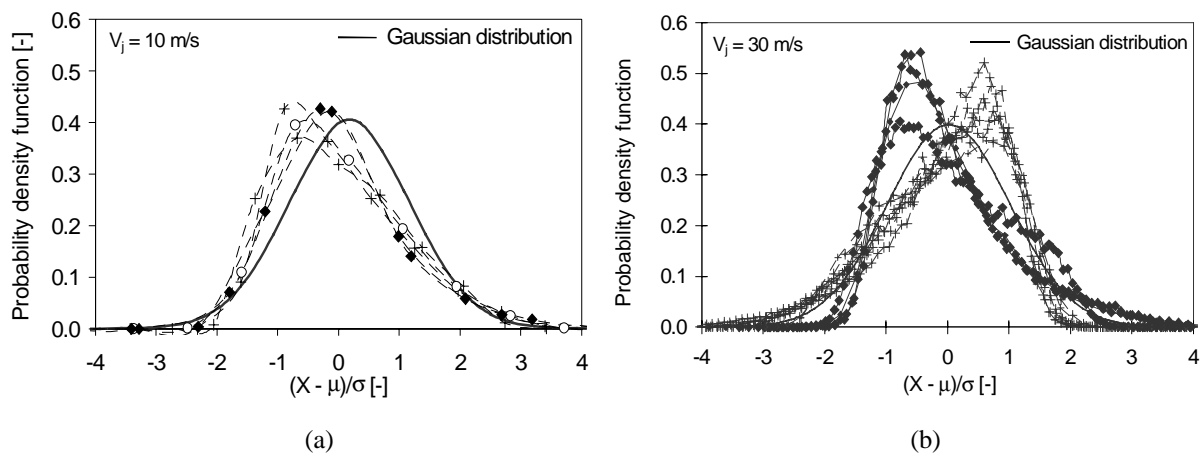 0.6
V_j = 10 m/s
Gaussian distribution
0.5
0.4
0.3
0.2
0.1
0.0
Probability density function [-]
-4 -3 -2 -1 0 1 2 3 4
(X - μ)/σ [-]
(a)
0.6
V_j = 30 m/s
Gaussian distribution
0.5
0.4
0.3
0.2
0.1
0.0
Probability density function
-4 -3 -2 -1 0 1 2 3 4
(X - μ)/σ [-]
(b)